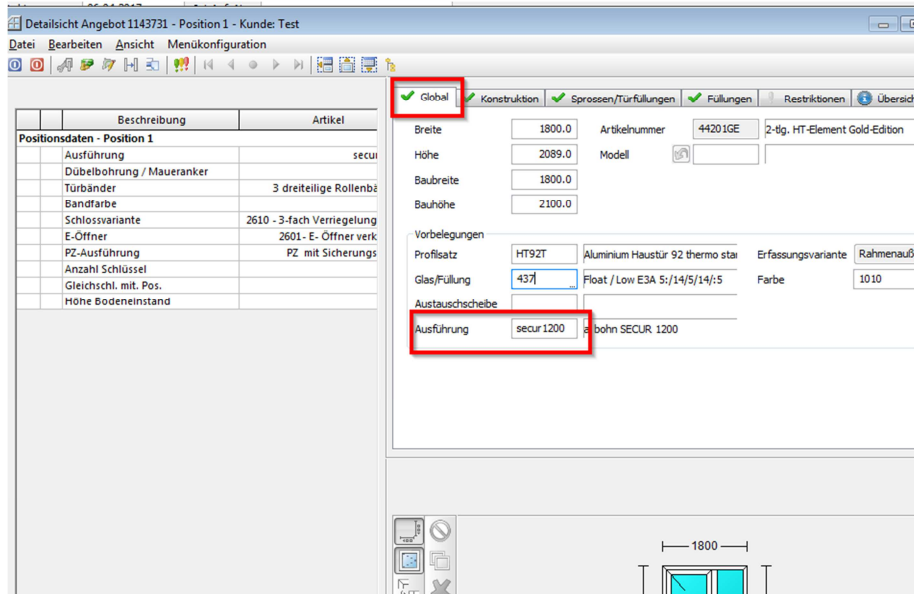 Detailsicht Angebot 1143731 - Position 1 - Kunde: Test
Datei Bearbeiten Ansicht Menükonfiguration
Global Konstruktion Sprossen/Türfüllungen Füllungen Restriktionen Übersich
Beschreibung Artikel
Positionsdaten - Position 1
Ausführung secur
Dübelbohrung / Maueranker
Türbänder 3 dreiteilige Rollenbä
Bandfarbe
Schlossvariante 2610 - 3-fach Verriegelung
E-Öffner 2601- E- Öffner verk
PZ-Ausführung PZ mit Sicherungs
Anzahl Schlüssel
Gleichschl. mit. Pos.
Höhe Bodeneinstand
Breite 1800.0 Artikelnummer 44201GE 2-tlg. HT-Element Gold-Edition
Höhe 2089.0 Modell
Baubreite 1800.0
Bauhöhe 2100.0
Vorbelegungen
Profilsatz HT92T Aluminium Haustür 92 thermo sta Erfassungsvariante Rahmenauß
Glas/Füllung 437 ... Float / Low E3A 5:/14/5/14/:5 Farbe 1010
Austauschscheibe
Ausführung secur1200 bohn SECUR 1200
1800